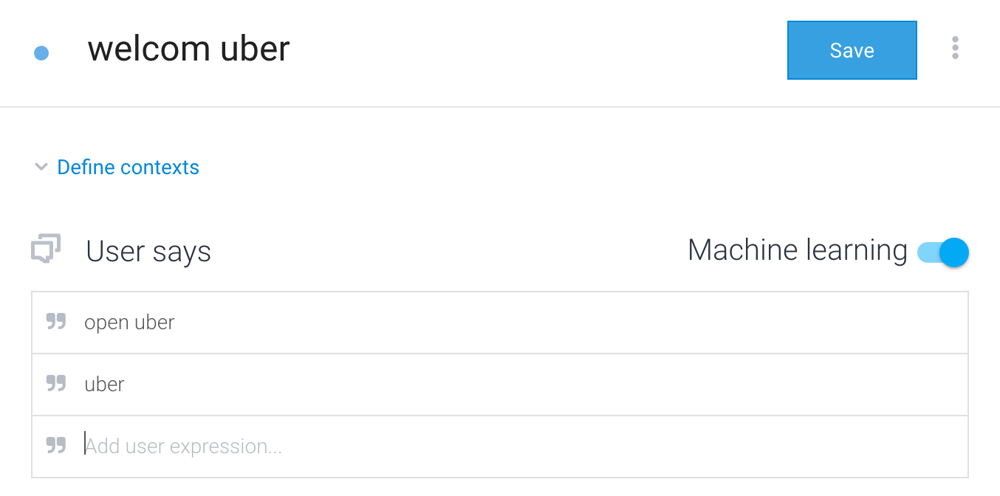 welcom uber
Save
Define contexts
User says
Machine learning
open uber
uber
Add user expression...